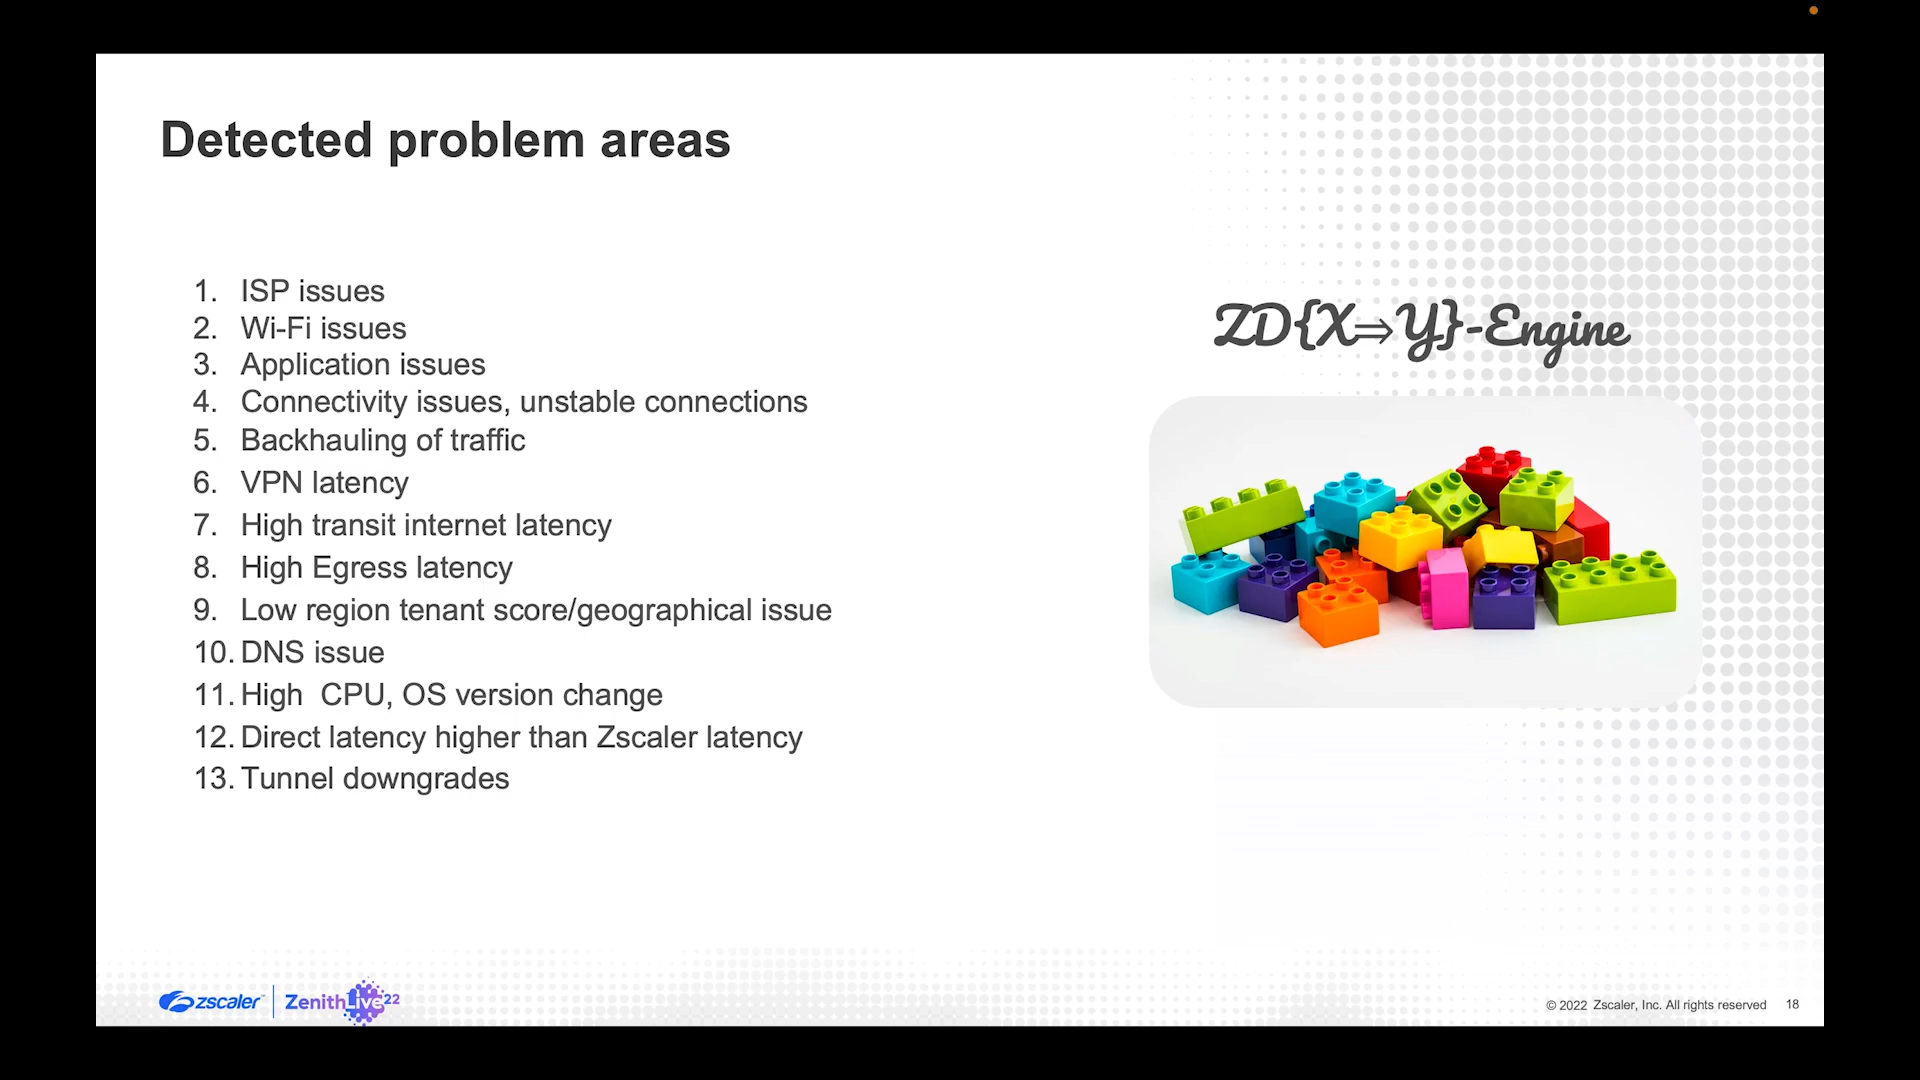 Detected problem areas
1. ISP issues
2. Wi-Fi issues
3. Application issues
4. Connectivity issues, unstable connections
5. Backhauling of traffic
6. VPN latency
7. High transit internet latency
8. High Egress latency
9. Low region tenant score/geographical issue
10. DNS issue
11. High  CPU, OS version change
12. Direct latency higher than Zscaler latency
13. Tunnel downgrades
ZD{X⇒Y}-Engine
zscaler™ ZenithLive22
© 2022 Zscaler, Inc. All rights reserved 18